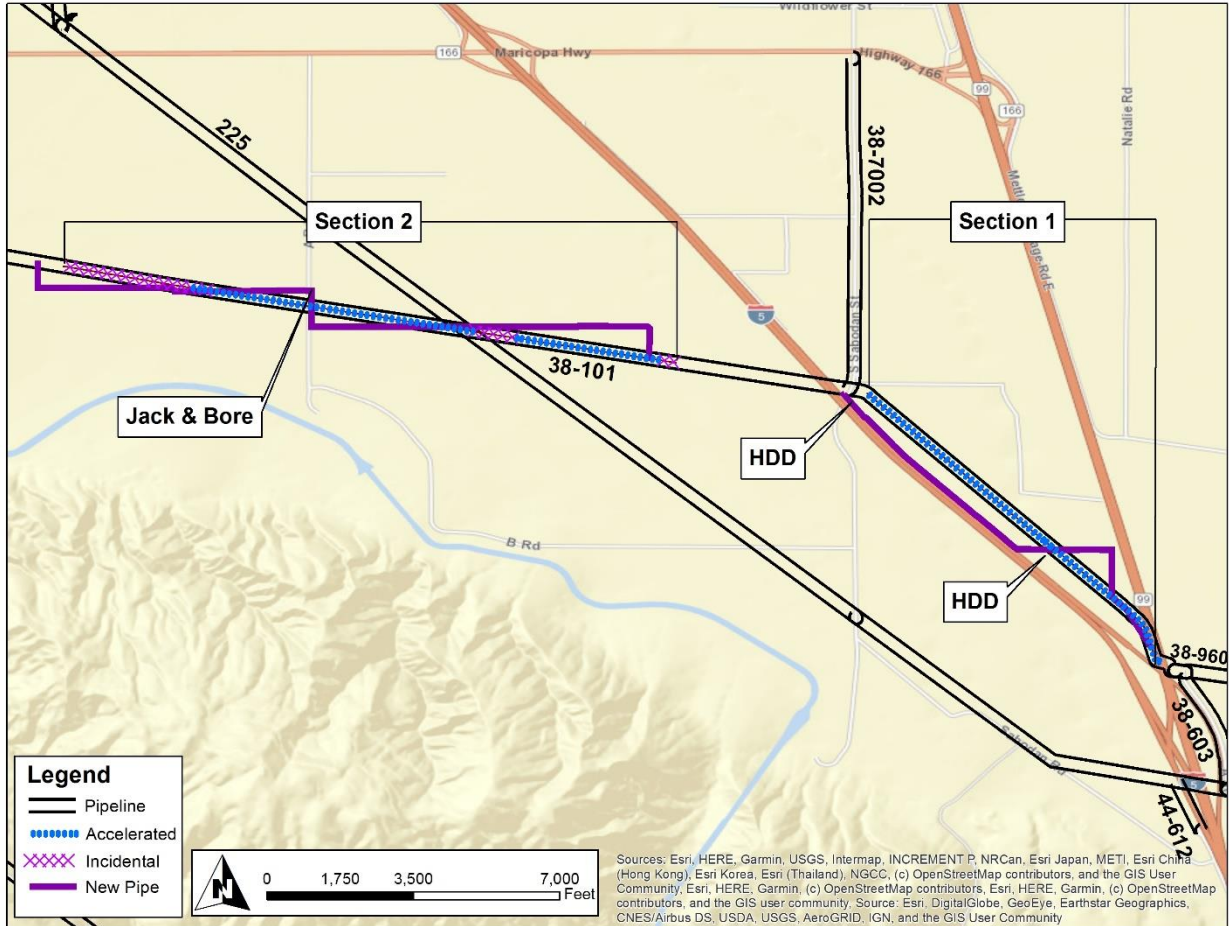 Wildflower St
166
Maricopa Hwy
Highway 166
99
166
Natalie Rd
225
38-7002
Section 2
Section 1
5
S Sabodan St
38-101
Jack & Bore
HDD
B Rd
HDD
99
38-960
38-603
Sabodan Rd
5
44-612
Legend
Pipeline
Accelerated
Incidental
New Pipe
N
0 1,750 3,500 7,000
Feet
Sources: Esri, HERE, Garmin, USGS, Intermap, INCREMENT P, NRCan, Esri Japan, METI, Esri China
(Hong Kong), Esri Korea, Esri (Thailand), NGCC, (c) OpenStreetMap contributors, and the GIS User
Community, Esri, HERE, Garmin, (c) OpenStreetMap contributors, Esri, HERE, Garmin, (c) OpenStreetMap
contributors, and the GIS user community, Source: Esri, DigitalGlobe, GeoEye, Earthstar Geographics,
CNES/Airbus DS, USDA, USGS, AeroGRID, IGN, and the GIS User Community